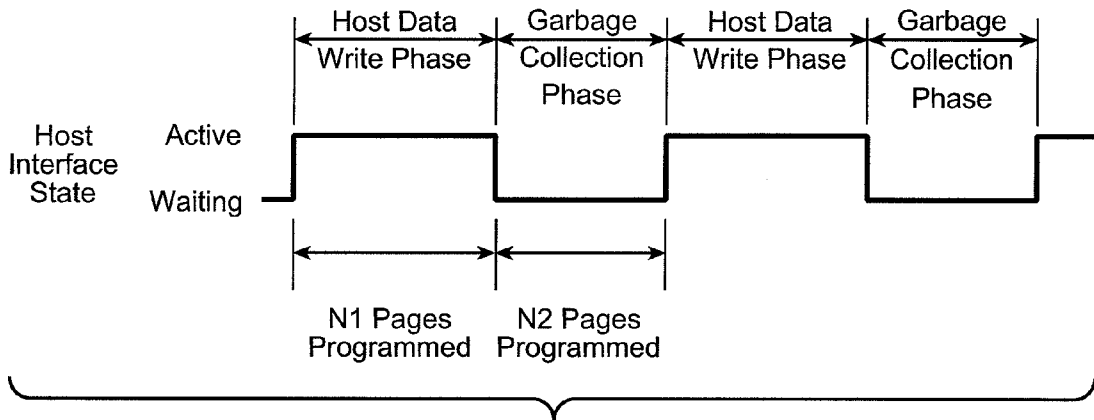 Host Data
Write Phase
Garbage
Collection
Phase
Host Data
Write Phase
Garbage
Collection
Phase
Host
Interface
State
Active
Waiting
N1 Pages
Programmed
N2 Pages
Programmed